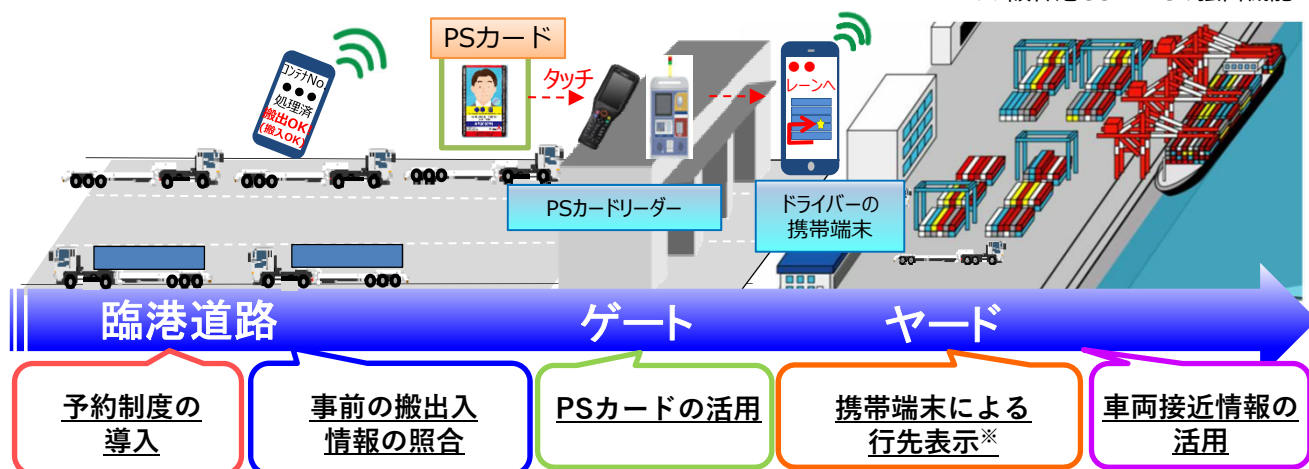 PSカード
タッチ
コンテナNo.
●●●
処理済
搬出OK
(搬入OK)
●●
レーンへ
PSカードリーダー
ドライバーの
携帯端末
臨港道路
ゲート
ヤード
予約制度の
導入
事前の搬出入
情報の照合
PSカードの活用
携帯端末による
行先表示※
車両接近情報の
活用